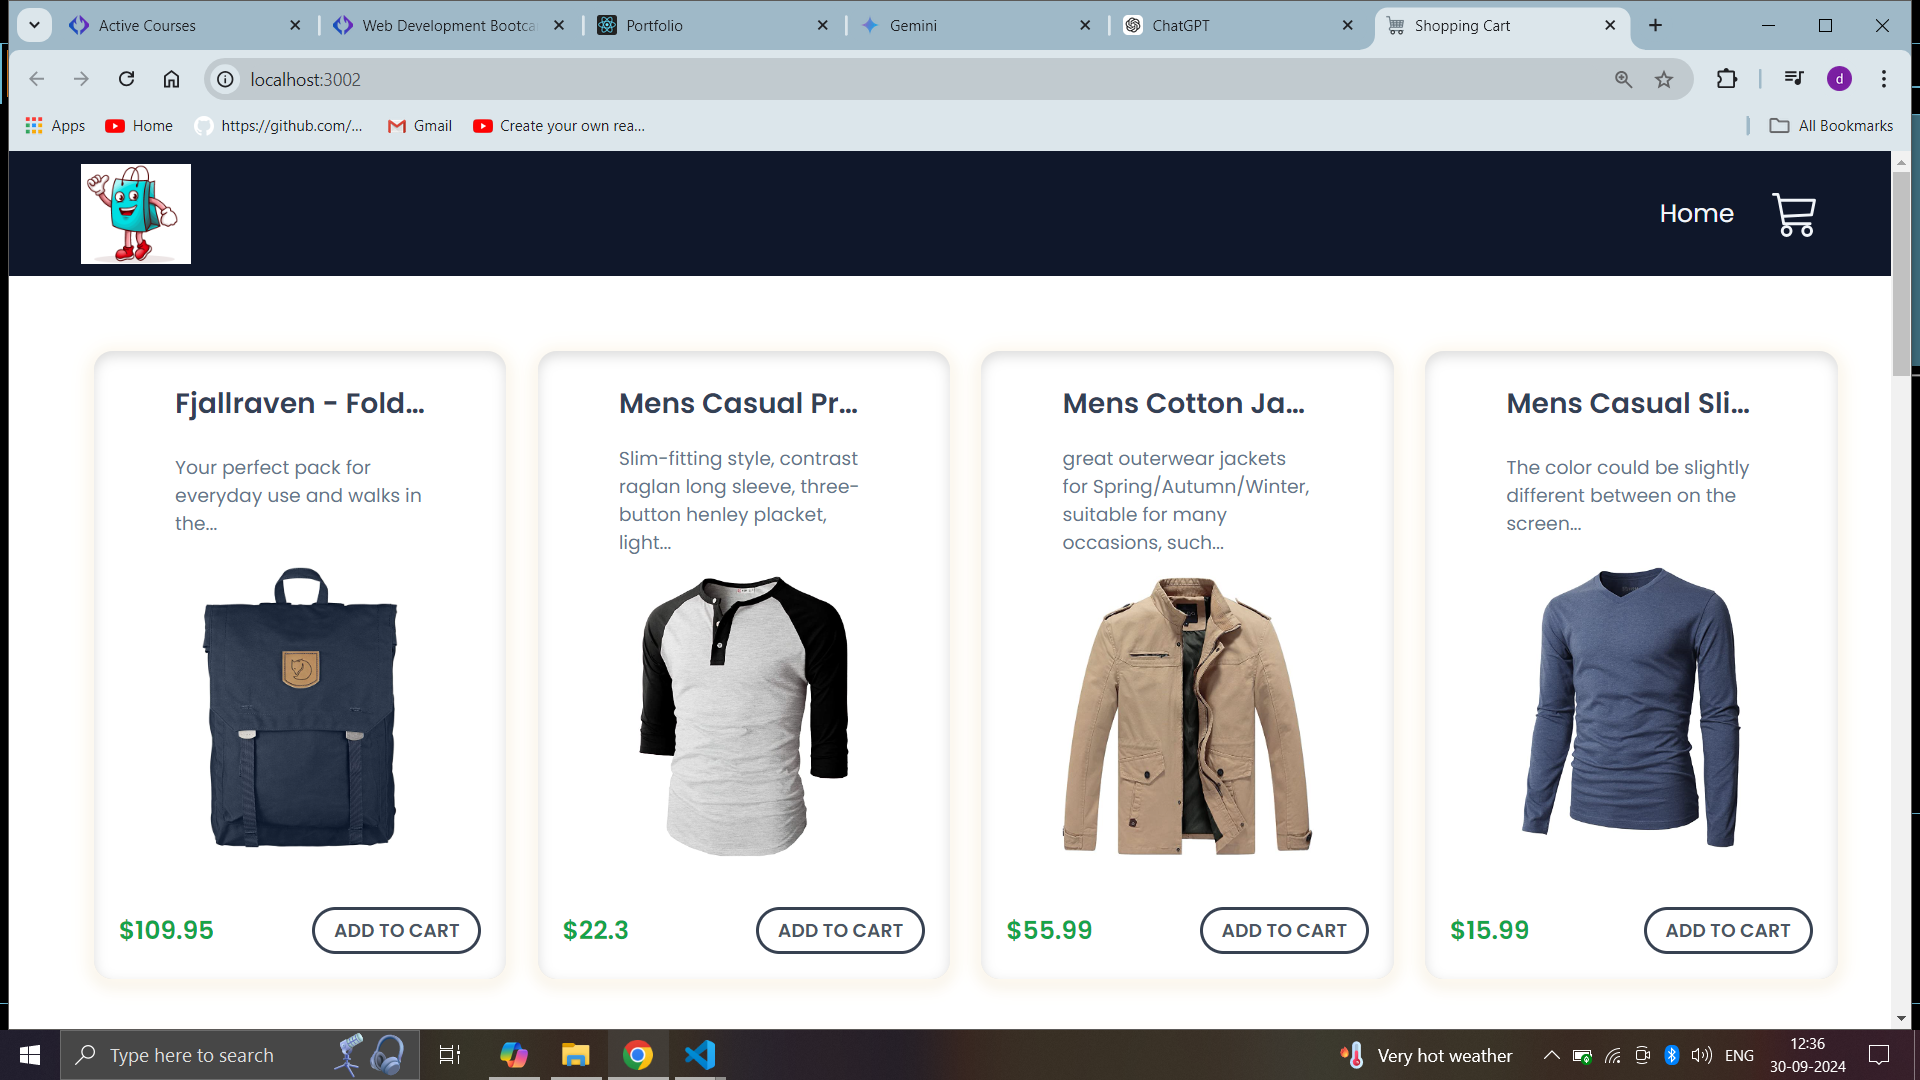 Active Courses
Web Development Bootca
Portfolio
Gemini
ChatGPT
Shopping Cart
localhost:3002
d
Apps
Home
https://github.com/...
Gmail
Create your own rea...
All Bookmarks
Home
Fjallraven - Fold...
Your perfect pack for
everyday use and walks in
the...
$109.95
ADD TO CART
Mens Casual Pr...
Slim-fitting style, contrast
raglan long sleeve, three-
button henley placket,
light...
$22.3
ADD TO CART
Mens Cotton Ja...
great outerwear jackets
for Spring/Autumn/Winter,
suitable for many
occasions, such...
$55.99
ADD TO CART
Mens Casual Sli...
The color could be slightly
different between on the
screen...
$15.99
ADD TO CART
Type here to search
Very hot weather
ENG
12:36
30-09-2024